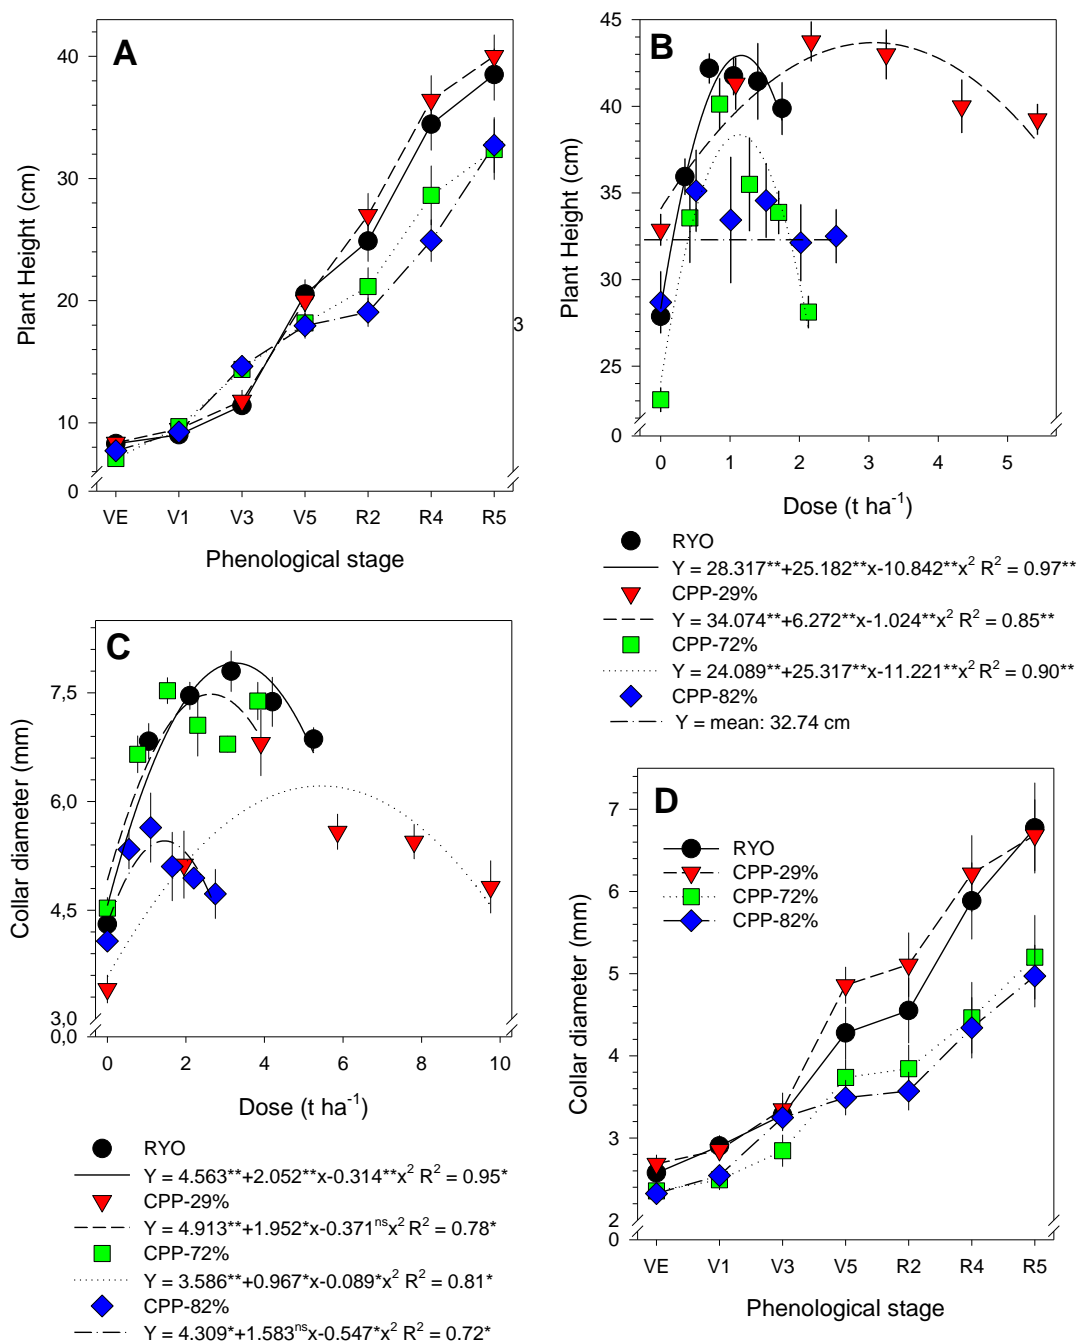 A
Plant Height (cm)
40
30
20
10
0
VE V1 V3 V5 R2 R4 R5
Phenological stage
3
B
Plant Height (cm)
45
40
35
30
25
0
0 1 2 3 4 5
Dose (t ha⁻¹)
RYO
Y = 28.317**+25.182**x-10.842**x² R² = 0.97**
CPP-29%
Y = 34.074**+6.272**x-1.024**x² R² = 0.85**
CPP-72%
Y = 24.089**+25.317**x-11.221**x² R² = 0.90**
CPP-82%
Y = mean: 32.74 cm
C
Collar diameter (mm)
7,5
6,0
4,5
3,0
0,0
0 2 4 6 8 10
Dose (t ha⁻¹)
RYO
Y = 4.563**+2.052**x-0.314**x² R² = 0.95*
CPP-29%
Y = 4.913**+1.952*x-0.371ⁿˢx² R² = 0.78*
CPP-72%
Y = 3.586**+0.967*x-0.089*x² R² = 0.81*
CPP-82%
Y = 4.309*+1.583ⁿˢx-0.547*x² R² = 0.72*
D
Collar diameter (mm)
7
6
5
4
3
2
0
RYO
CPP-29%
CPP-72%
CPP-82%
VE V1 V3 V5 R2 R4 R5
Phenological stage